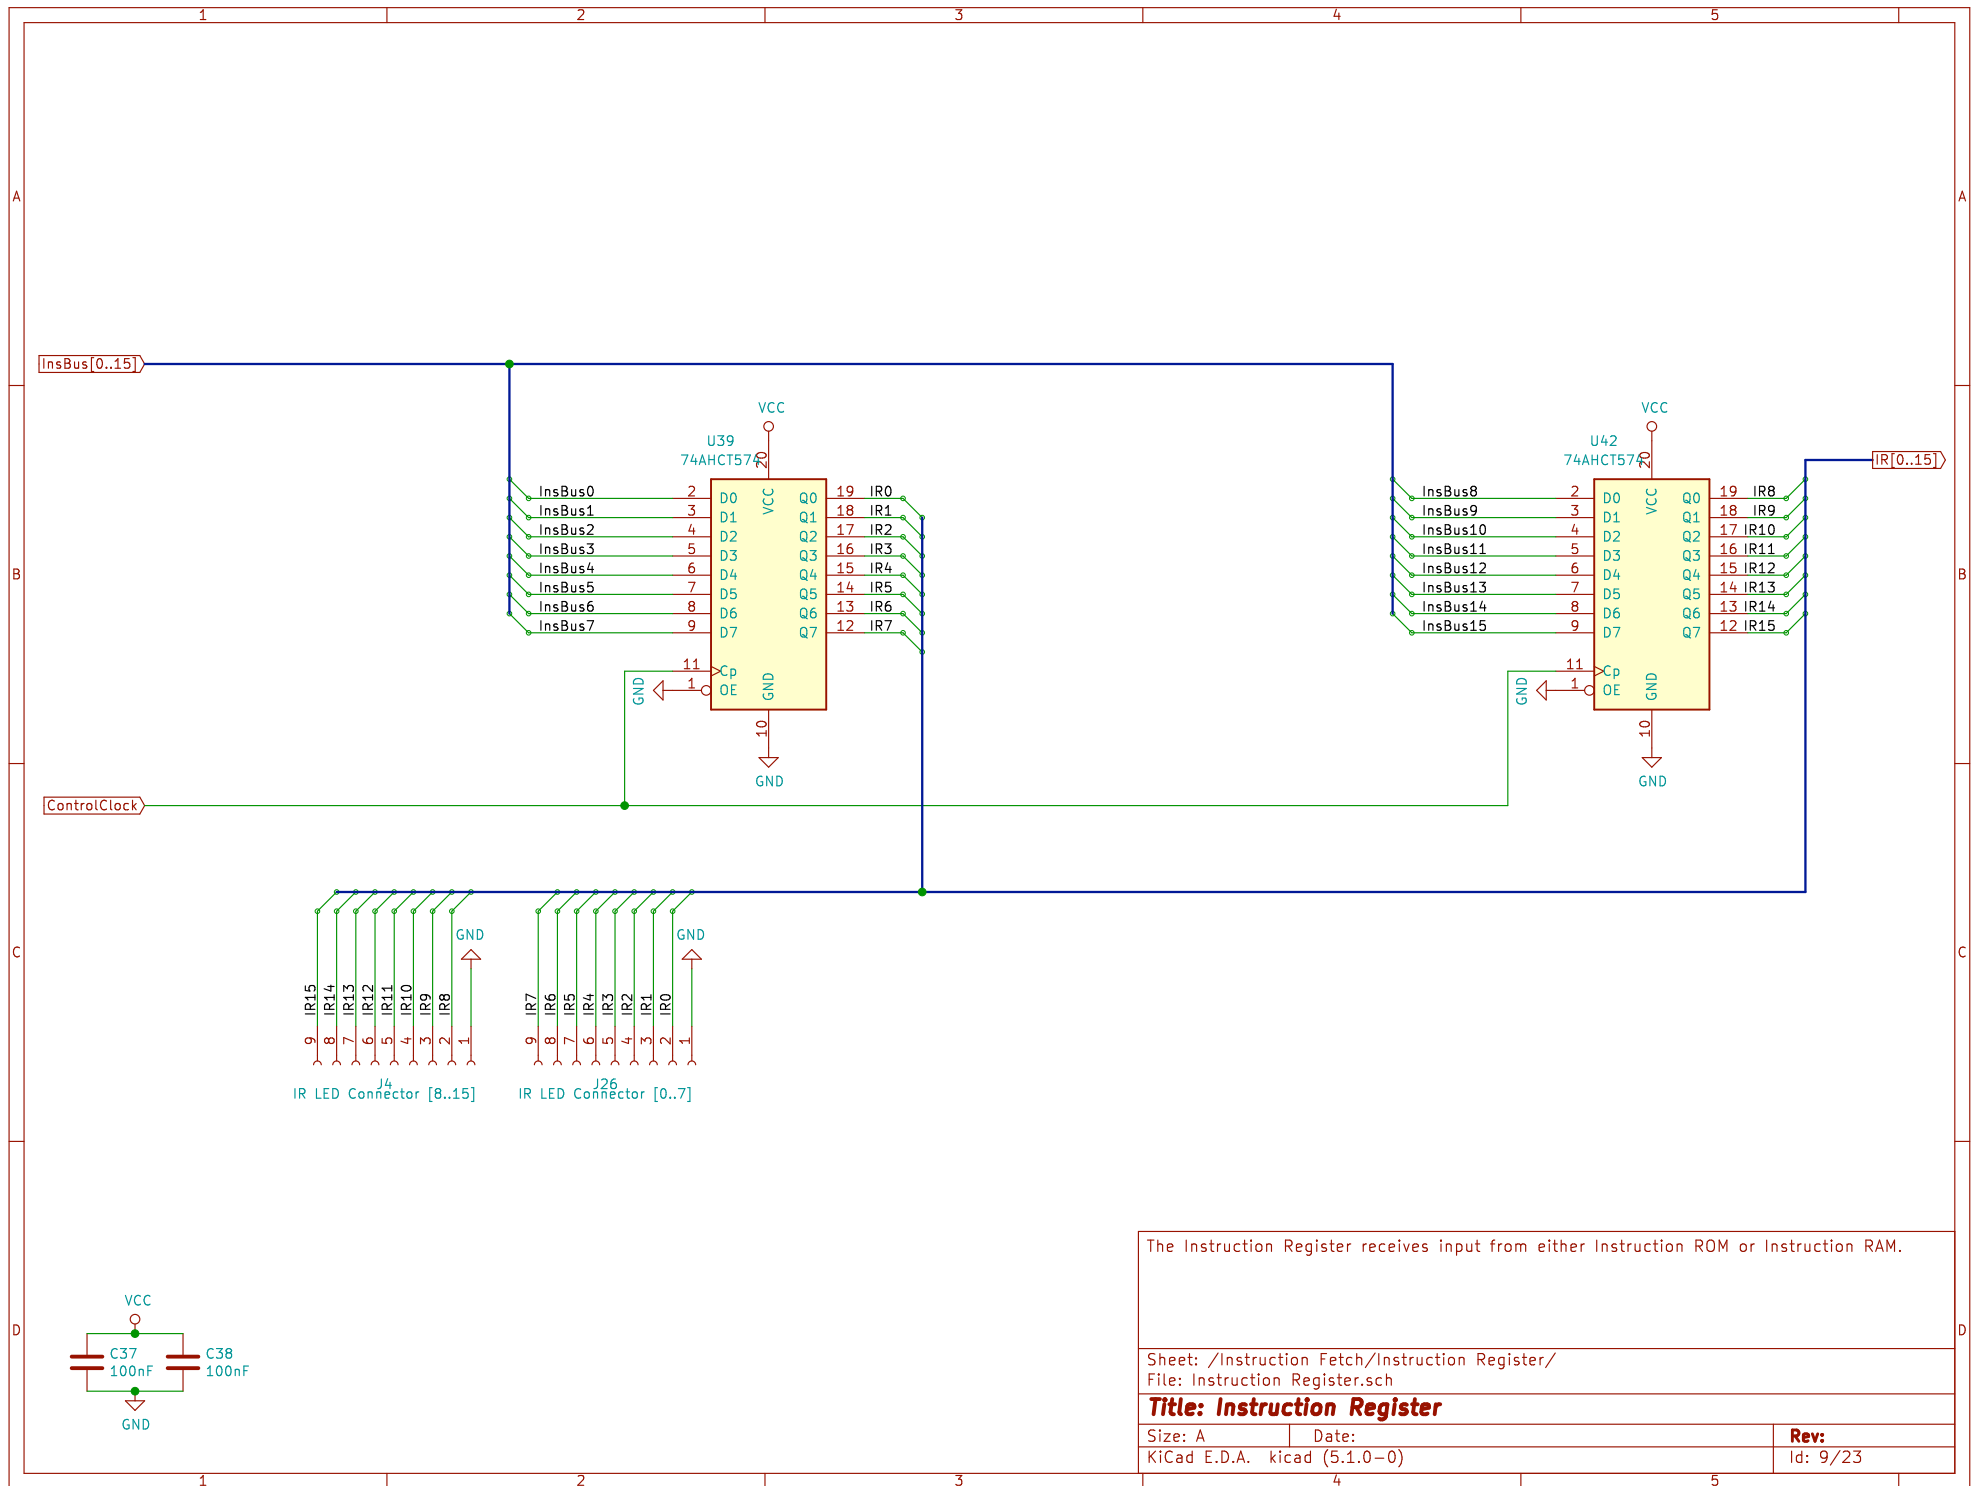 1 2 3 4 5
A A
InsBus[0..15]
VCC VCC
U39 U42
74AHCT574 74AHCT574
20 20
IR[0..15]
VCC VCC
InsBus0 2 D0 Q0 19 IR0 InsBus8 2 D0 Q0 19 IR8
InsBus1 3 D1 Q1 18 IR1 InsBus9 3 D1 Q1 18 IR9
InsBus2 4 D2 Q2 17 IR2 InsBus10 4 D2 Q2 17 IR10
InsBus3 5 D3 Q3 16 IR3 InsBus11 5 D3 Q3 16 IR11
B InsBus4 6 D4 Q4 15 IR4 InsBus12 6 D4 Q4 15 IR12 B
InsBus5 7 D5 Q5 14 IR5 InsBus13 7 D5 Q5 14 IR13
InsBus6 8 D6 Q6 13 IR6 InsBus14 8 D6 Q6 13 IR14
InsBus7 9 D7 Q7 12 IR7 InsBus15 9 D7 Q7 12 IR15
11 Cp 11 Cp
GND 1 OE GND GND 1 OE GND
10 10
GND GND
ControlClock
GND GND
C C
IR15 IR14 IR13 IR12 IR11 IR10 IR9 IR8 IR7 IR6 IR5 IR4 IR3 IR2 IR1 IR0
9 8 7 6 5 4 3 2 1 9 8 7 6 5 4 3 2 1
J4 J26
IR LED Connector [8..15] IR LED Connector [0..7]
The Instruction Register receives input from either Instruction ROM or Instruction RAM.
VCC
D D
C37 C38
100nF 100nF
GND
Sheet: /Instruction Fetch/Instruction Register/
File: Instruction Register.sch
Title: Instruction Register
Size: A Date: Rev:
KiCad E.D.A. kicad (5.1.0-0) Id: 9/23
1 2 3 4 5